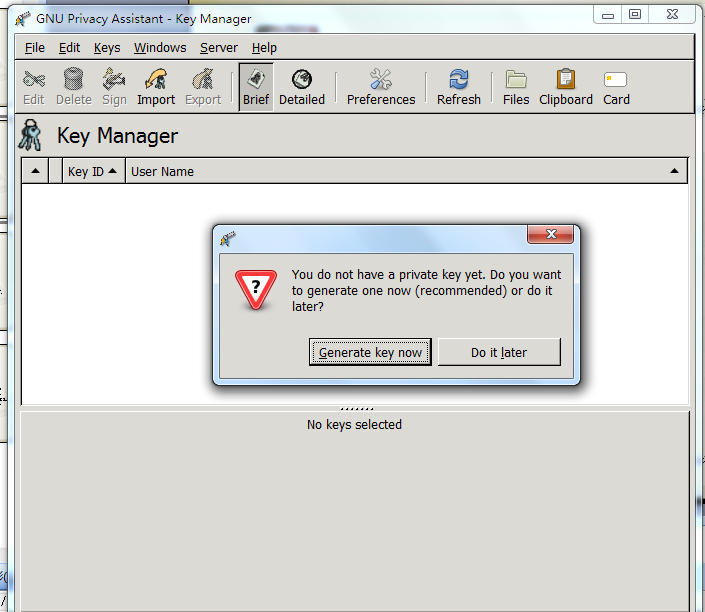 GNU Privacy Assistant - Key Manager
File Edit Keys Windows Server Help
Edit Delete Sign Import Export Brief Detailed Preferences Refresh Files Clipboard Card
Key Manager
Key ID User Name
?
You do not have a private key yet. Do you want
to generate one now (recommended) or do it
later?
Generate key now Do it later
No keys selected